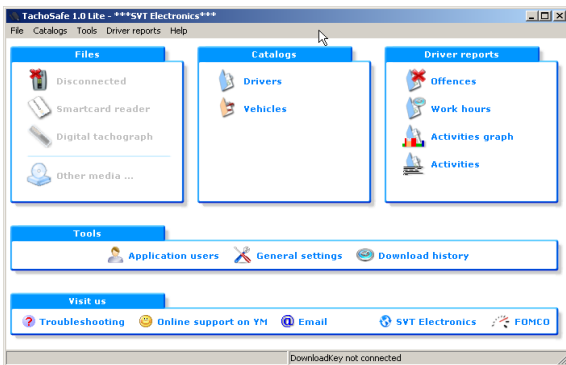 TachoSafe 1.0 Lite - ***SVT Electronics***
File Catalogs Tools Driver reports Help
Files
Disconnected
Smartcard reader
Digital tachograph
Other media ...
Catalogs
Drivers
Vehicles
Driver reports
Offences
Work hours
Activities graph
Activities
Tools
Application users General settings Download history
Visit us
Troubleshooting Online support on YM Email SVT Electronics FOMCO
DownloadKey not connected